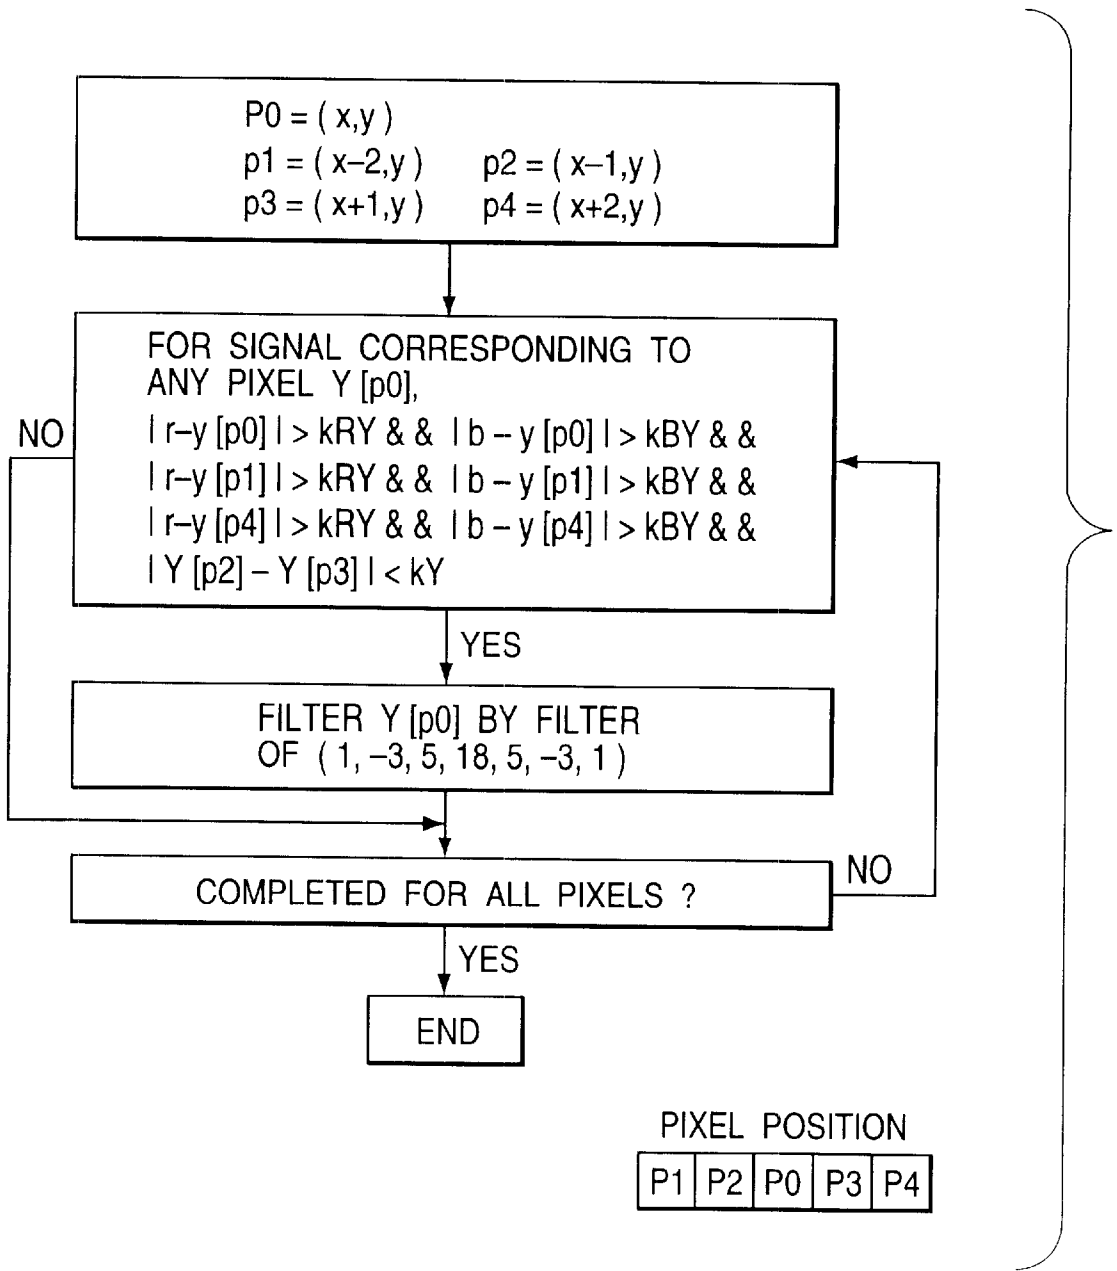 P0 = ( x,y )
p1 = ( x–2,y ) p2 = ( x–1,y )
p3 = ( x+1,y ) p4 = ( x+2,y )
FOR SIGNAL CORRESPONDING TO
ANY PIXEL Y [p0],
| r–y [p0] | > kRY & & | b – y [p0] | > kBY & &
| r–y [p1] | > kRY & & | b – y [p1] | > kBY & &
| r–y [p4] | > kRY & & | b – y [p4] | > kBY & &
| Y [p2] – Y [p3] | < kY
NO
YES
FILTER Y [p0] BY FILTER
OF ( 1, –3, 5, 18, 5, –3, 1 )
COMPLETED FOR ALL PIXELS ?
NO
YES
END
PIXEL POSITION
P1 P2 P0 P3 P4